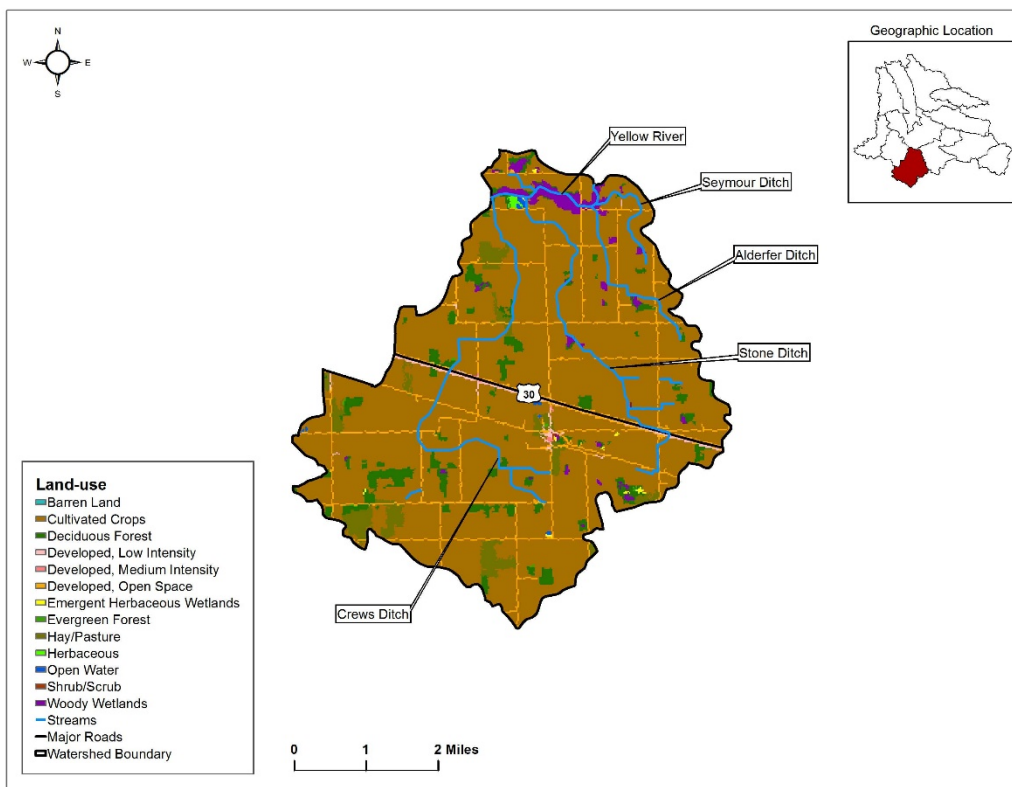 Geographic Location
N
W E
S
Yellow River
Seymour Ditch
Alderfer Ditch
Stone Ditch
30
Crews Ditch
Land-use
Barren Land
Cultivated Crops
Deciduous Forest
Developed, Low Intensity
Developed, Medium Intensity
Developed, Open Space
Emergent Herbaceous Wetlands
Evergreen Forest
Hay/Pasture
Herbaceous
Open Water
Shrub/Scrub
Woody Wetlands
Streams
Major Roads
Watershed Boundary
0 1 2 Miles